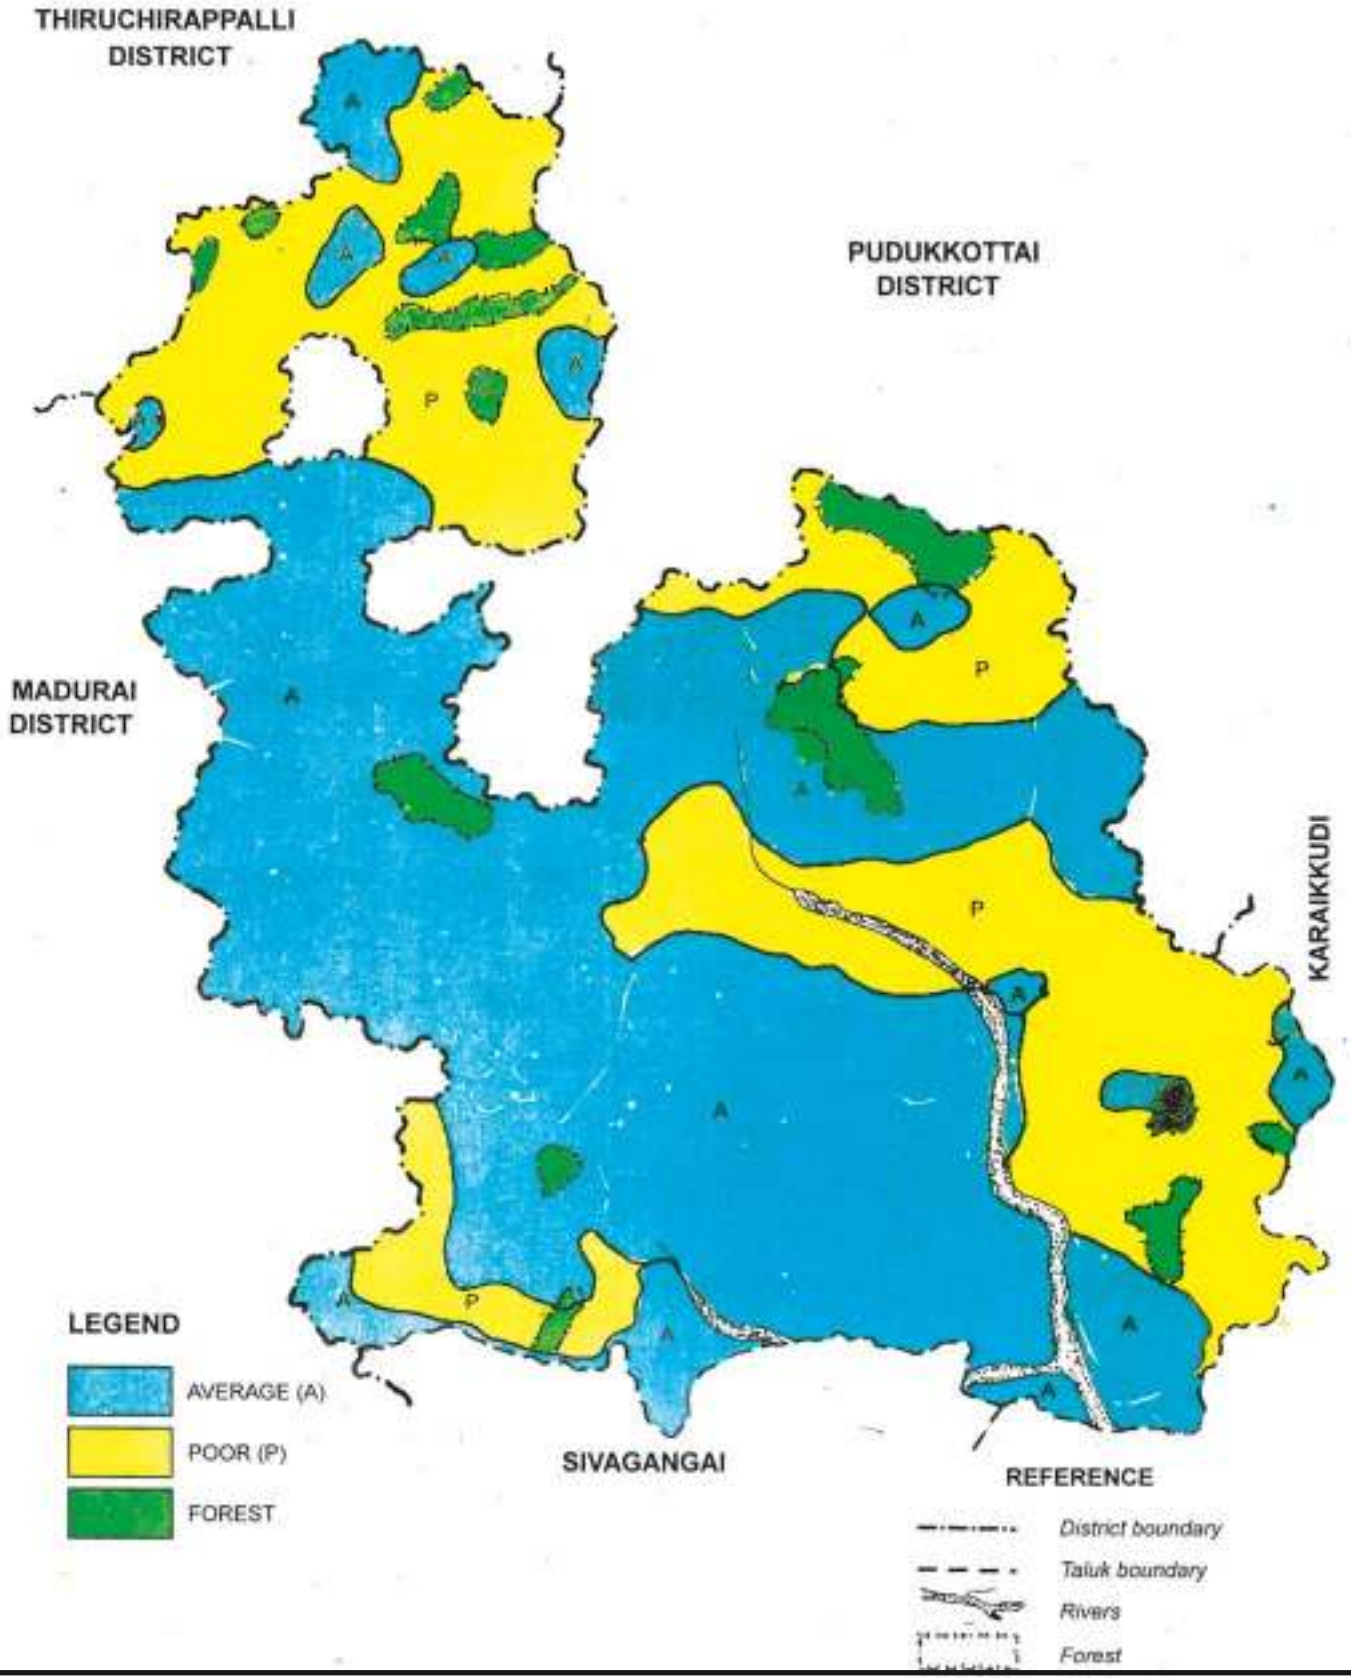 THIRUCHIRAPPALLI
DISTRICT
A
A
A
PUDUKKOTTAI
DISTRICT
A
P
A
P
MADURAI
DISTRICT
A
A
KARAIKKUDI
P
A
A
A
A
P
A
A
A
A
LEGEND
AVERAGE (A)
POOR (P)
FOREST
SIVAGANGAI
REFERENCE
District boundary
Taluk boundary
Rivers
Forest